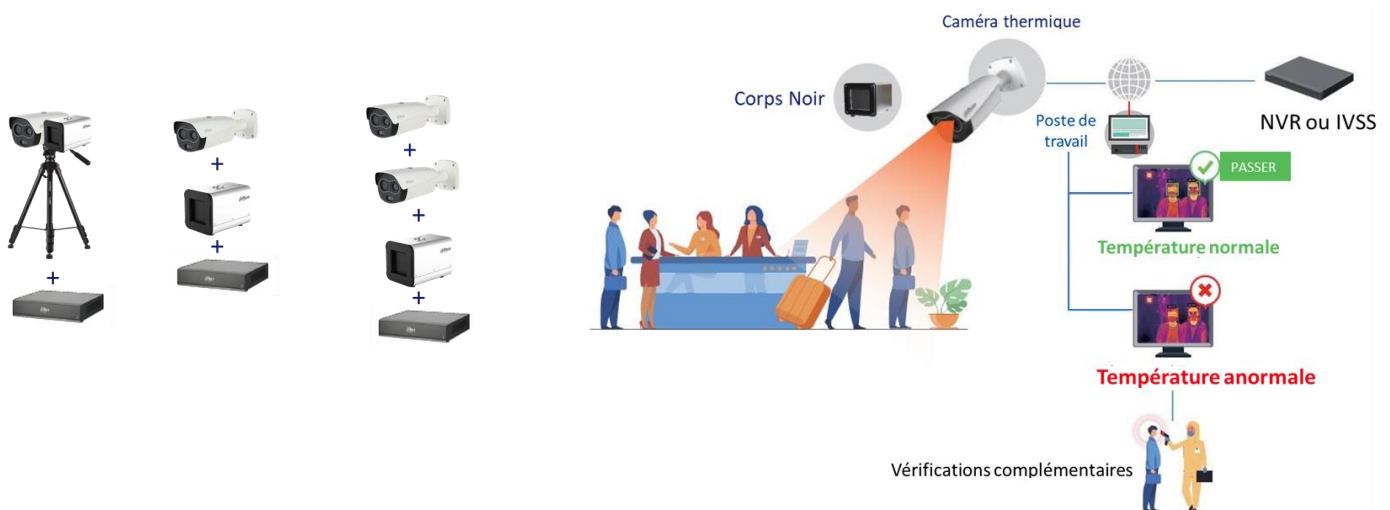 Caméra thermique
Corps Noir
Poste de
travail
NVR ou IVSS
PASSER
Température normale
Température anormale
Vérifications complémentaires
+
+
+
+
+
+